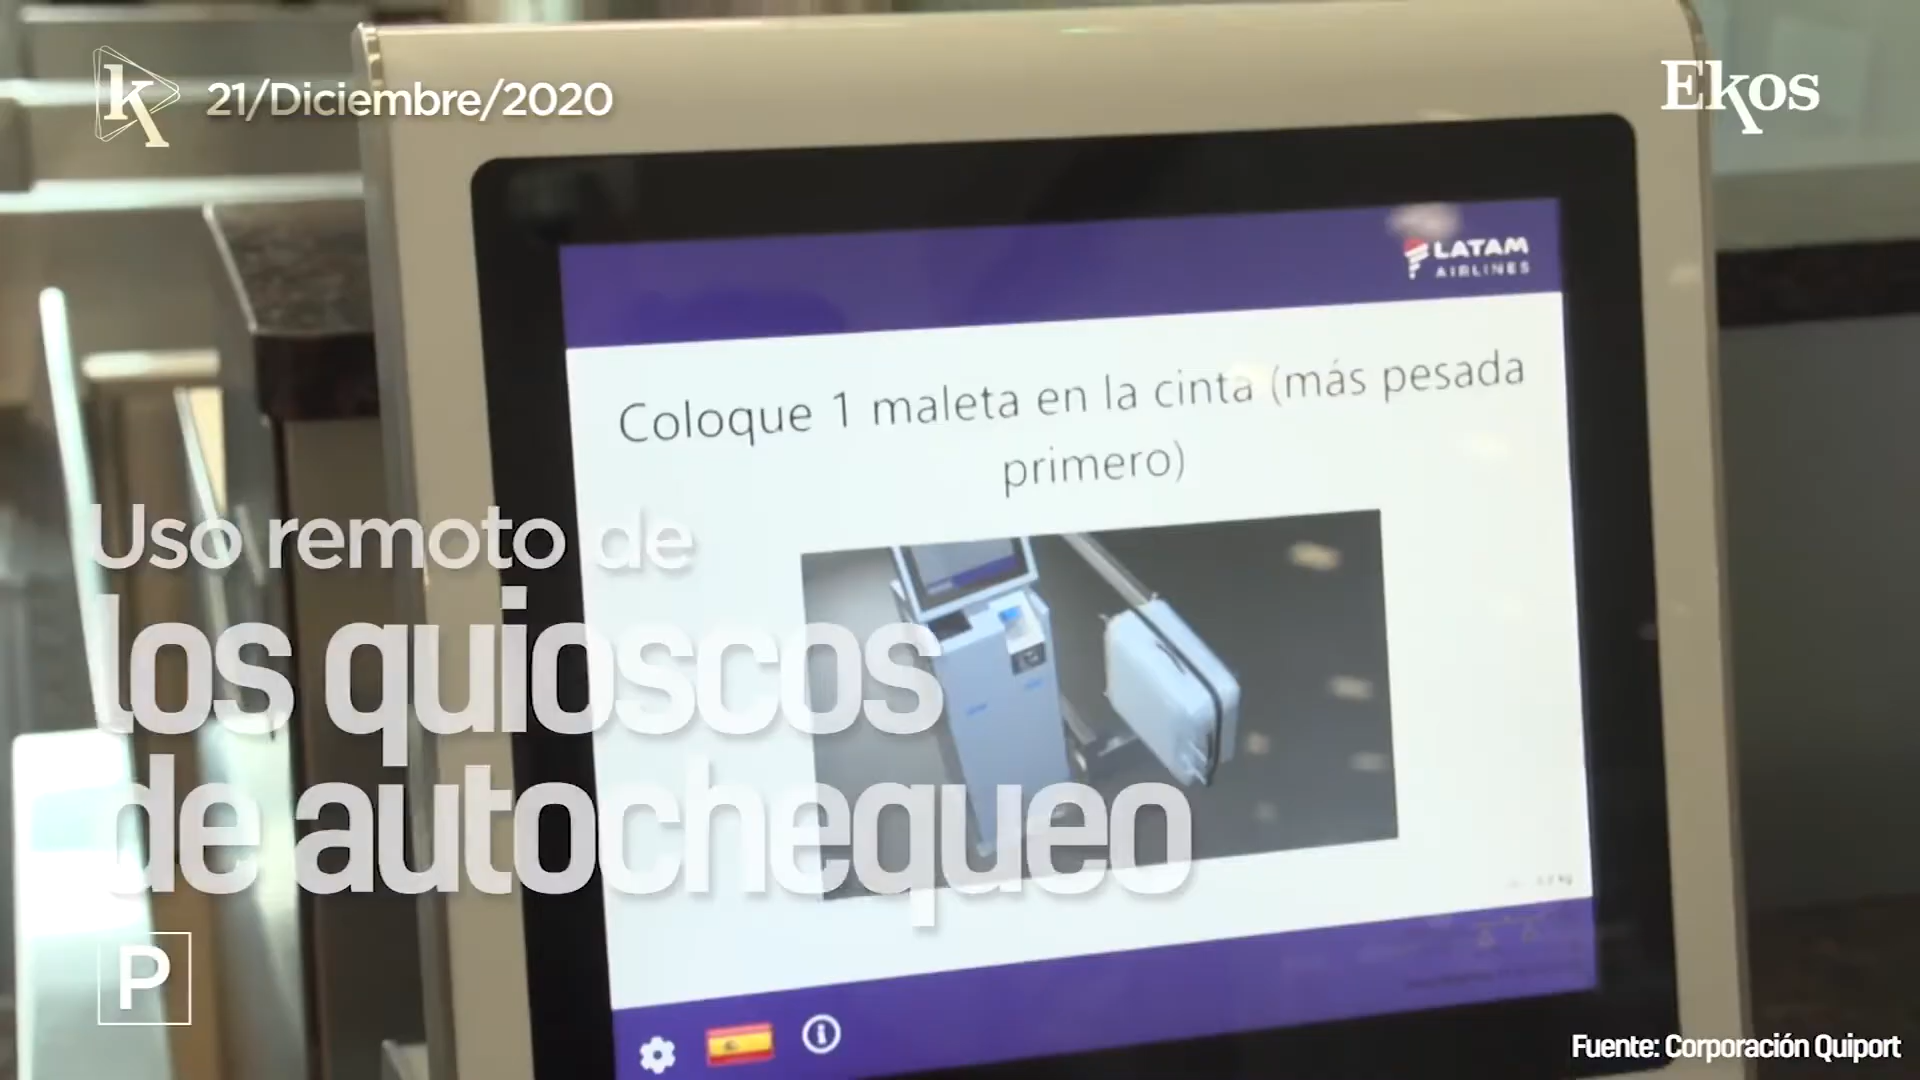 K 21/Diciembre/2020
Ekos
LATAM
AIRLINES
Coloque 1 maleta en la cinta (más pesada
primero)
Uso remoto de
los quioscos
de autochequeo
P
Fuente: Corporación Quiport